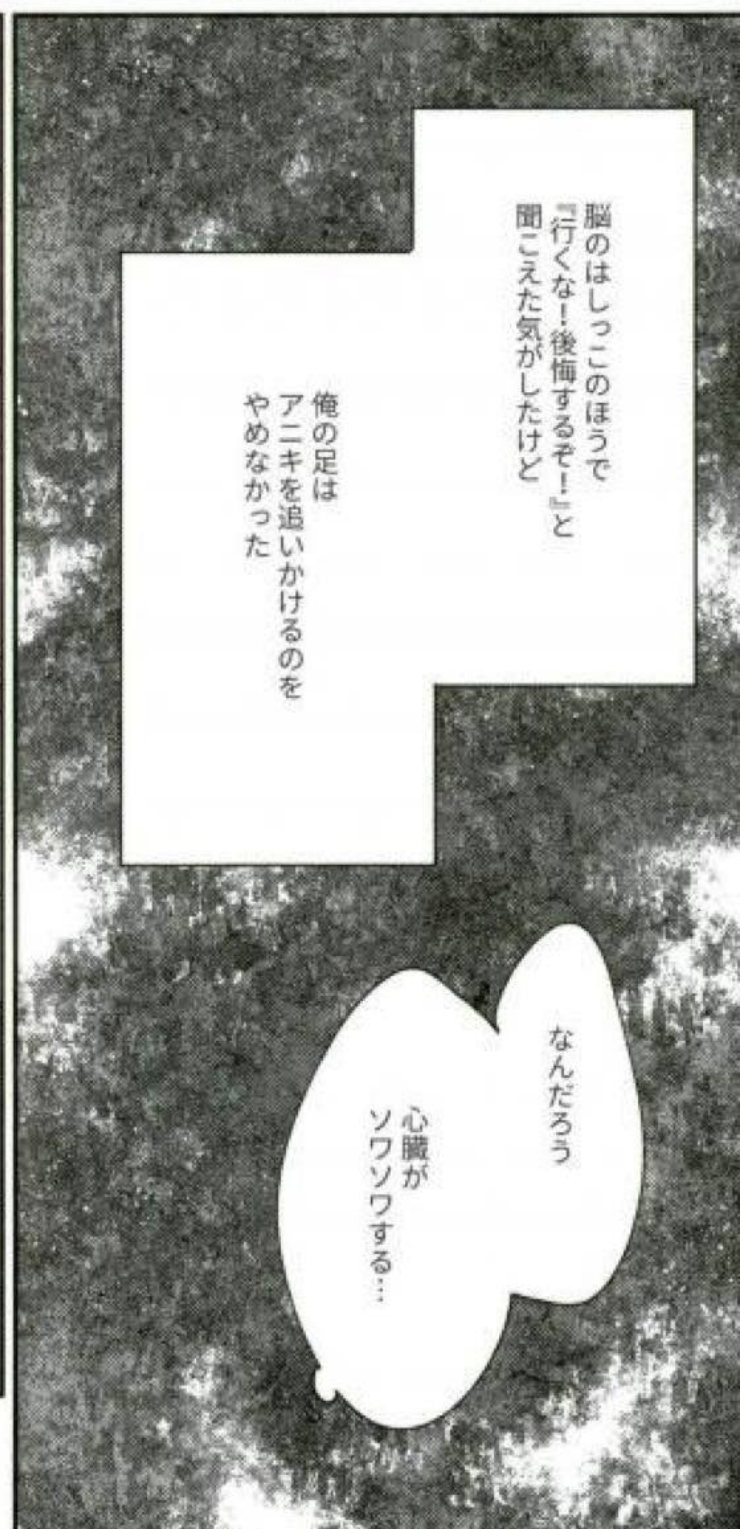 脳のはしっこのほうで
『行くな！後悔するぞ！』と
聞こえた気がしたけど
俺の足は
アニキを追いかけるのを
やめなかった
なんだろう
心臓が
ソワソワする…